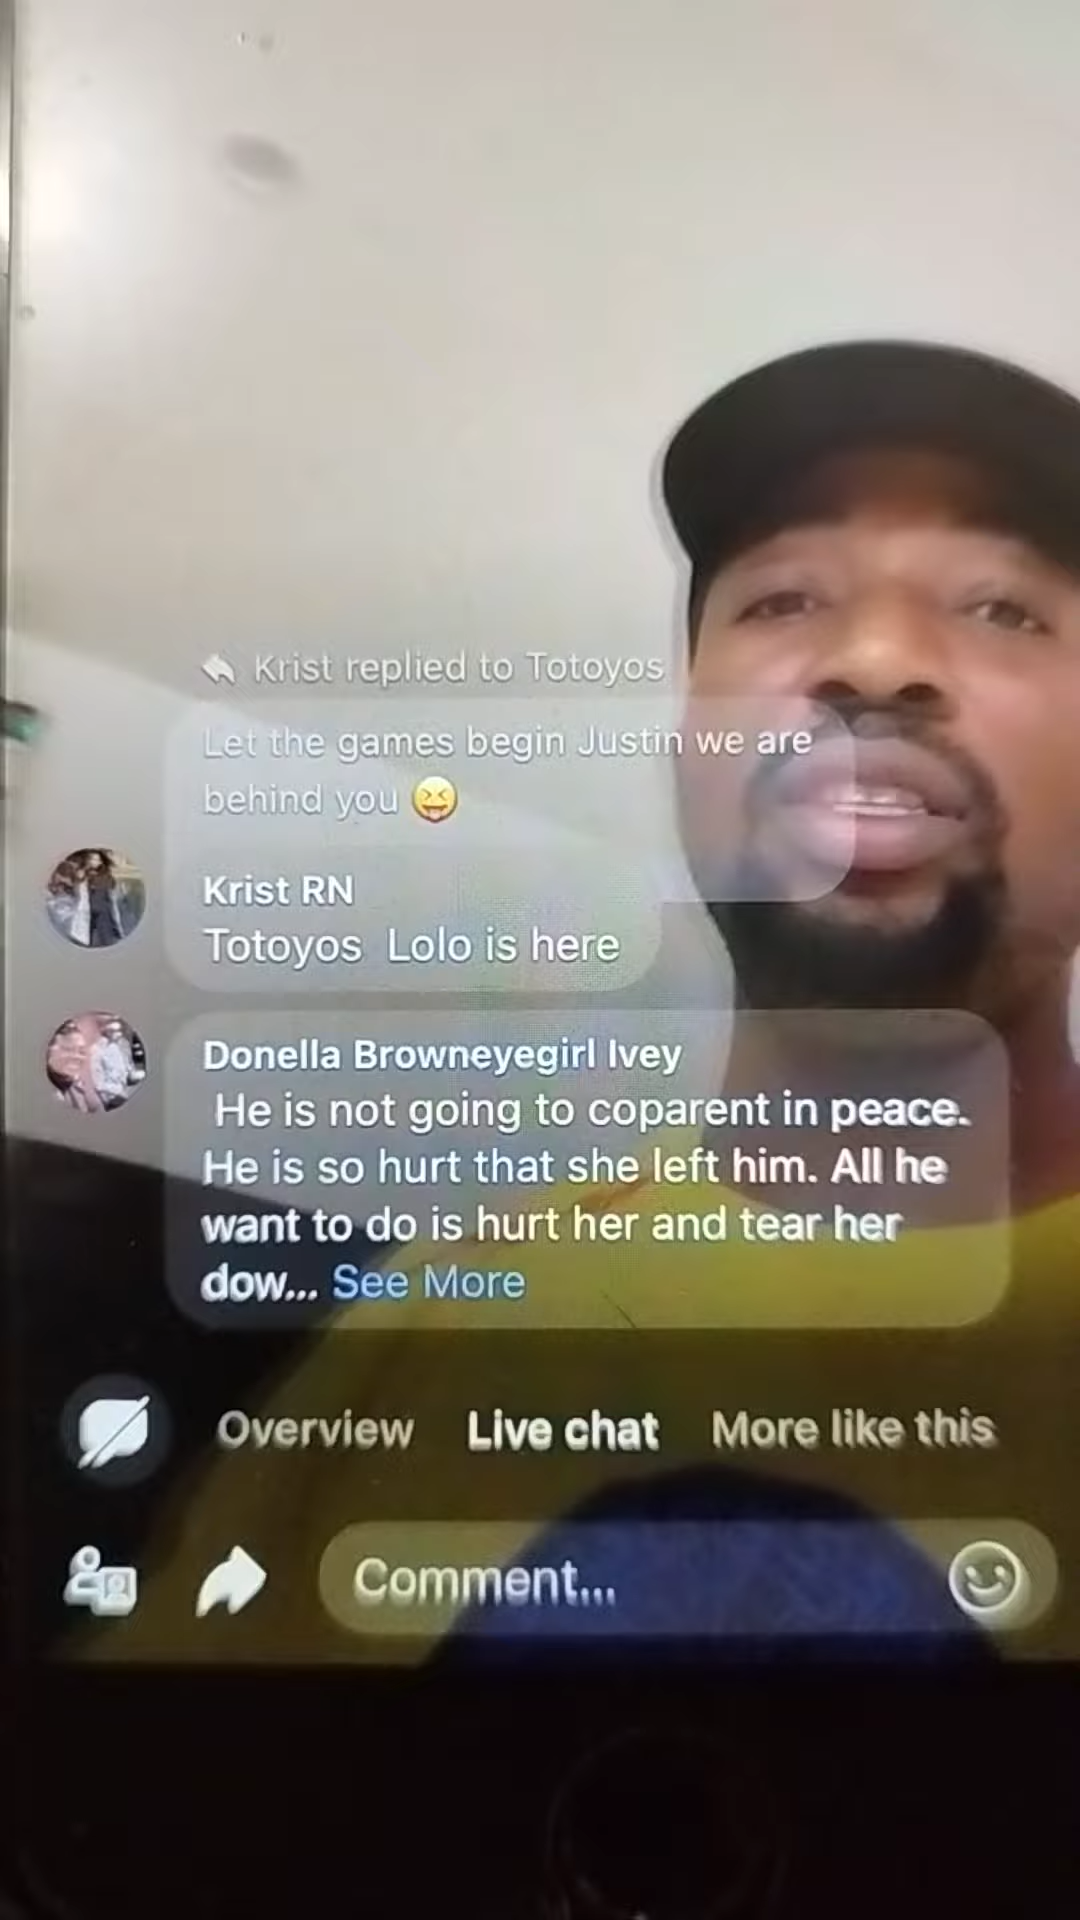 Krist replied to Totoyos
Let the games begin Justin we are
behind you 😝
Krist RN
Totoyos Lolo is here
Donella Browneyegirl Ivey
He is not going to coparent in peace.
He is so hurt that she left him. All he
want to do is hurt her and tear her
dow... See More
Overview Live chat More like this
Comment...